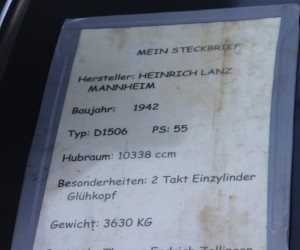 MEIN STECKBRIEF
Hersteller: HEINRICH LANZ
MANNHEIM
Baujahr: 1942
Typ: D1506 PS: 55
Hubraum: 10338 ccm
Besonderheiten: 2 Takt Einzylinder
Glühkopf
Gewicht: 3630 KG